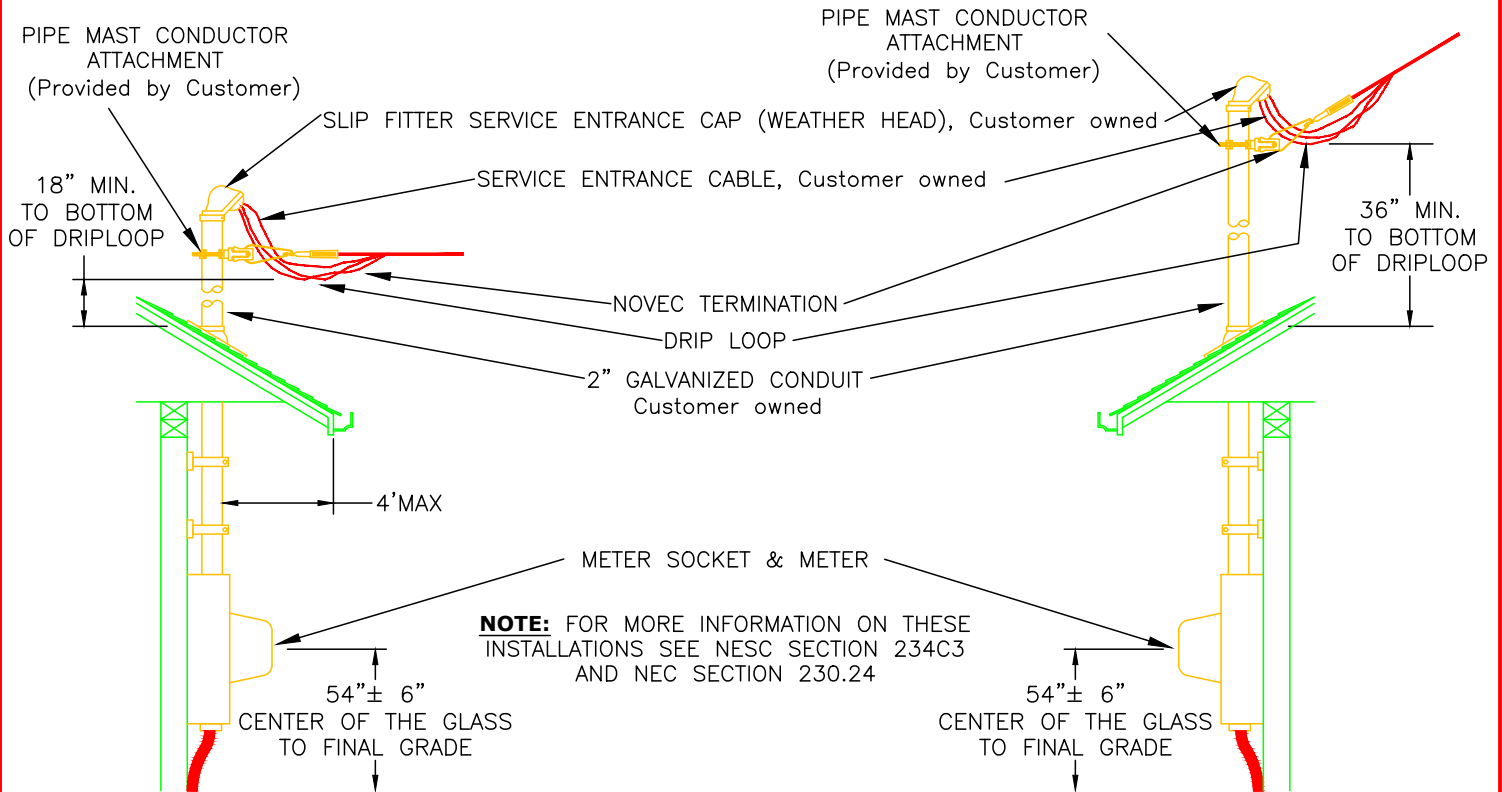 PIPE MAST CONDUCTOR
ATTACHMENT
(Provided by Customer)
PIPE MAST CONDUCTOR
ATTACHMENT
(Provided by Customer)
SLIP FITTER SERVICE ENTRANCE CAP (WEATHER HEAD), Customer owned
SERVICE ENTRANCE CABLE, Customer owned
18” MIN.
TO BOTTOM
OF DRIPLOOP
36” MIN.
TO BOTTOM
OF DRIPLOOP
NOVEC TERMINATION
DRIP LOOP
2” GALVANIZED CONDUIT
Customer owned
4’MAX
METER SOCKET & METER
NOTE: FOR MORE INFORMATION ON THESE
INSTALLATIONS SEE NESC SECTION 234C3
AND NEC SECTION 230.24
54”± 6”
CENTER OF THE GLASS
TO FINAL GRADE
54”± 6”
CENTER OF THE GLASS
TO FINAL GRADE